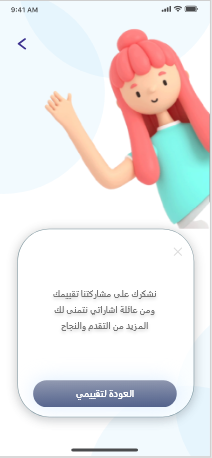 9:41 AM
نشكرك على مشاركتنا تقييمك
ومن عائلة اشاراتي نتمنى لك
المزيد من التقدم والنجاح
العودة لتقييمي